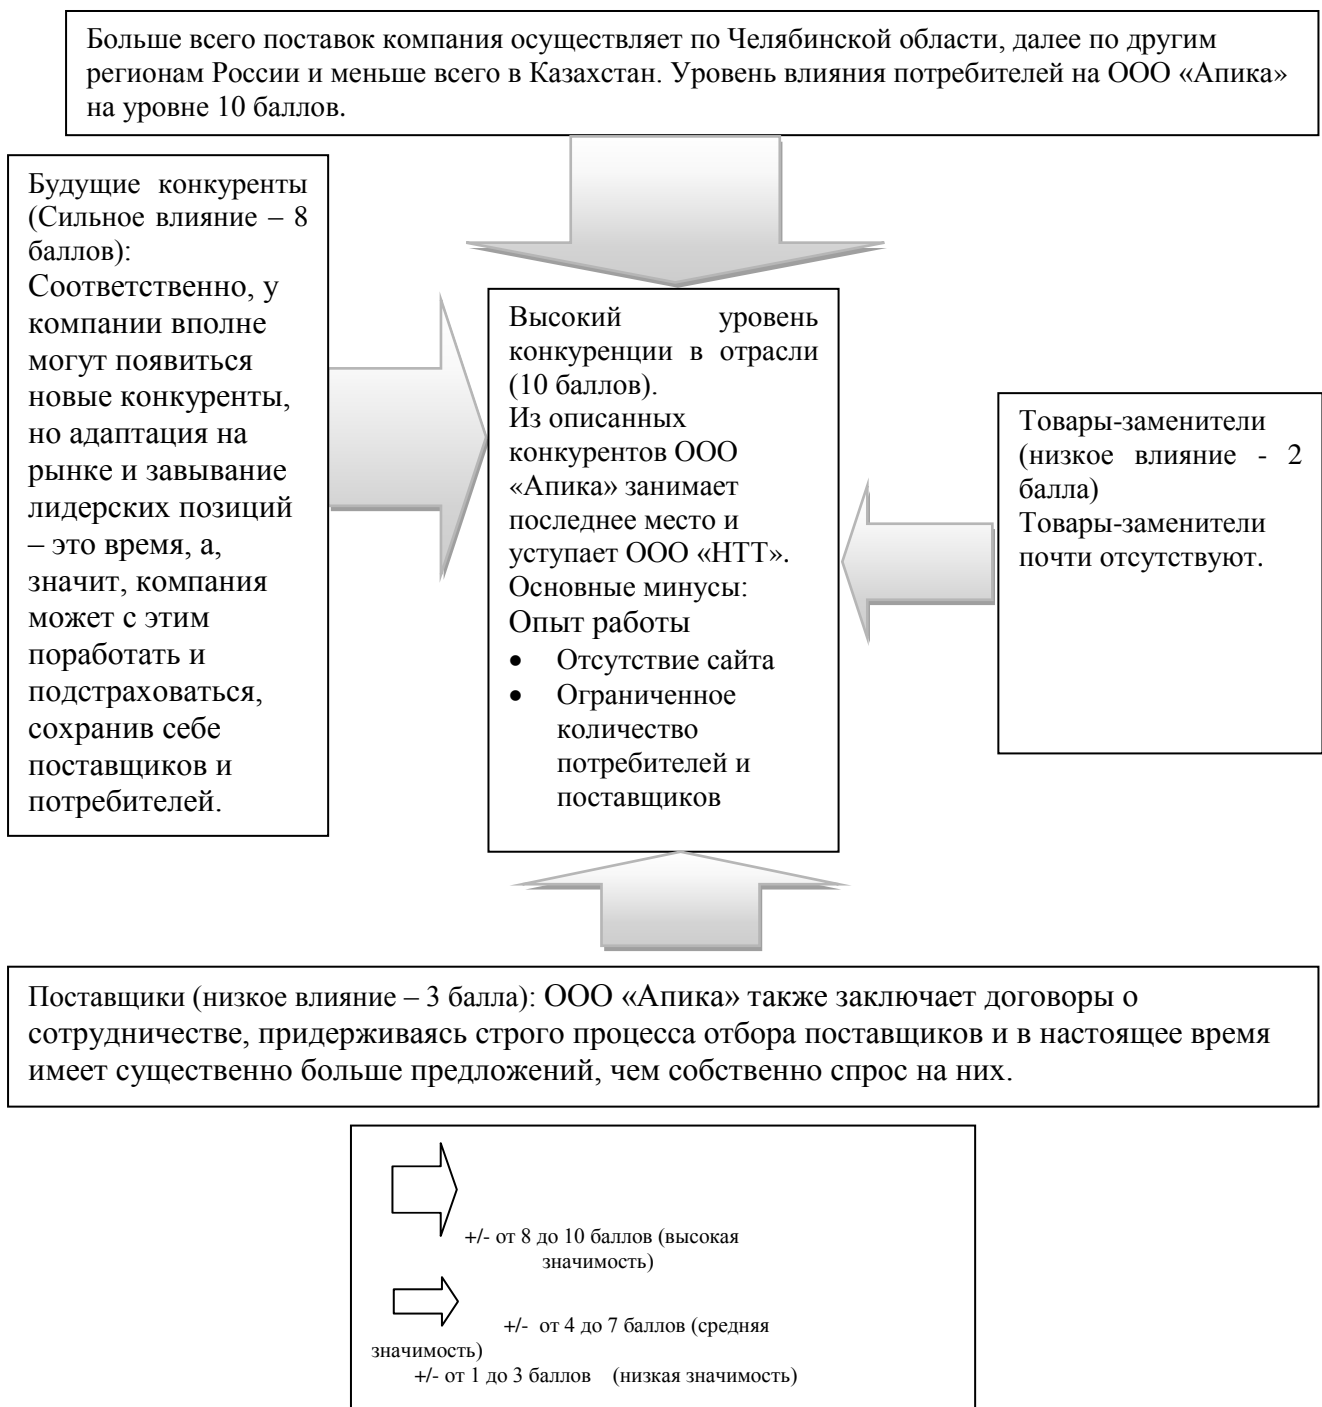 Больше всего поставок компания осуществляет по Челябинской области, далее по другим
регионам России и меньше всего в Казахстан. Уровень влияния потребителей на ООО «Апика»
на уровне 10 баллов.
Будущие конкуренты
(Сильное влияние – 8
баллов):
Соответственно, у
компании вполне
могут появиться
новые конкуренты,
но адаптация на
рынке и завывание
лидерских позиций
– это время, а,
значит, компания
может с этим
поработать и
подстраховаться,
сохранив себе
поставщиков и
потребителей.
Высокий уровень
конкуренции в отрасли
(10 баллов).
Из описанных
конкурентов ООО
«Апика» занимает
последнее место и
уступает ООО «НТТ».
Основные минусы:
Опыт работы
• Отсутствие сайта
• Ограниченное
количество
потребителей и
поставщиков
Товары-заменители
(низкое влияние - 2
балла)
Товары-заменители
почти отсутствуют.
Поставщики (низкое влияние – 3 балла): ООО «Апика» также заключает договоры о
сотрудничестве, придерживаясь строго процесса отбора поставщиков и в настоящее время
имеет существенно больше предложений, чем собственно спрос на них.
+/- от 8 до 10 баллов (высокая
значимость)
+/- от 4 до 7 баллов (средняя
значимость)
+/- от 1 до 3 баллов (низкая значимость)